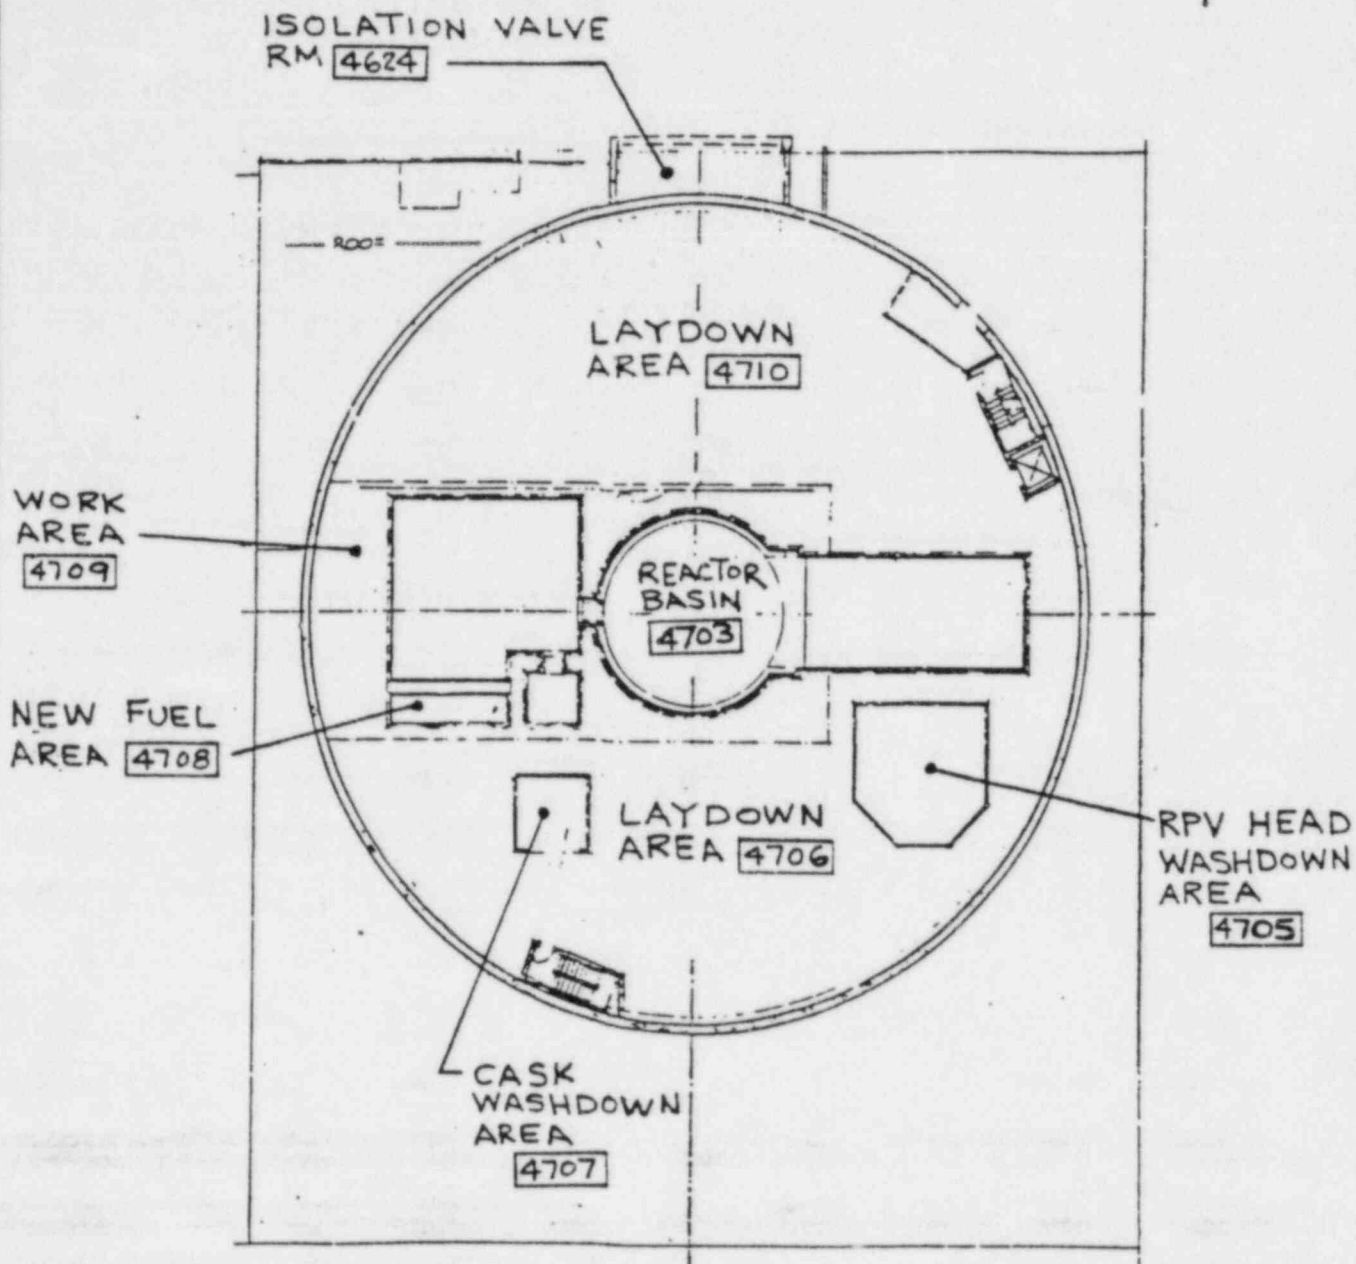 ISOLATION VALVE
RM 4624
LAYDOWN
AREA 4710
WORK
AREA
4709
REACTOR
BASIN
4703
NEW FUEL
AREA 4708
LAYDOWN
AREA 4706
RPV HEAD
WASHDOWN
AREA
4705
CASK
WASHDOWN
AREA
4707